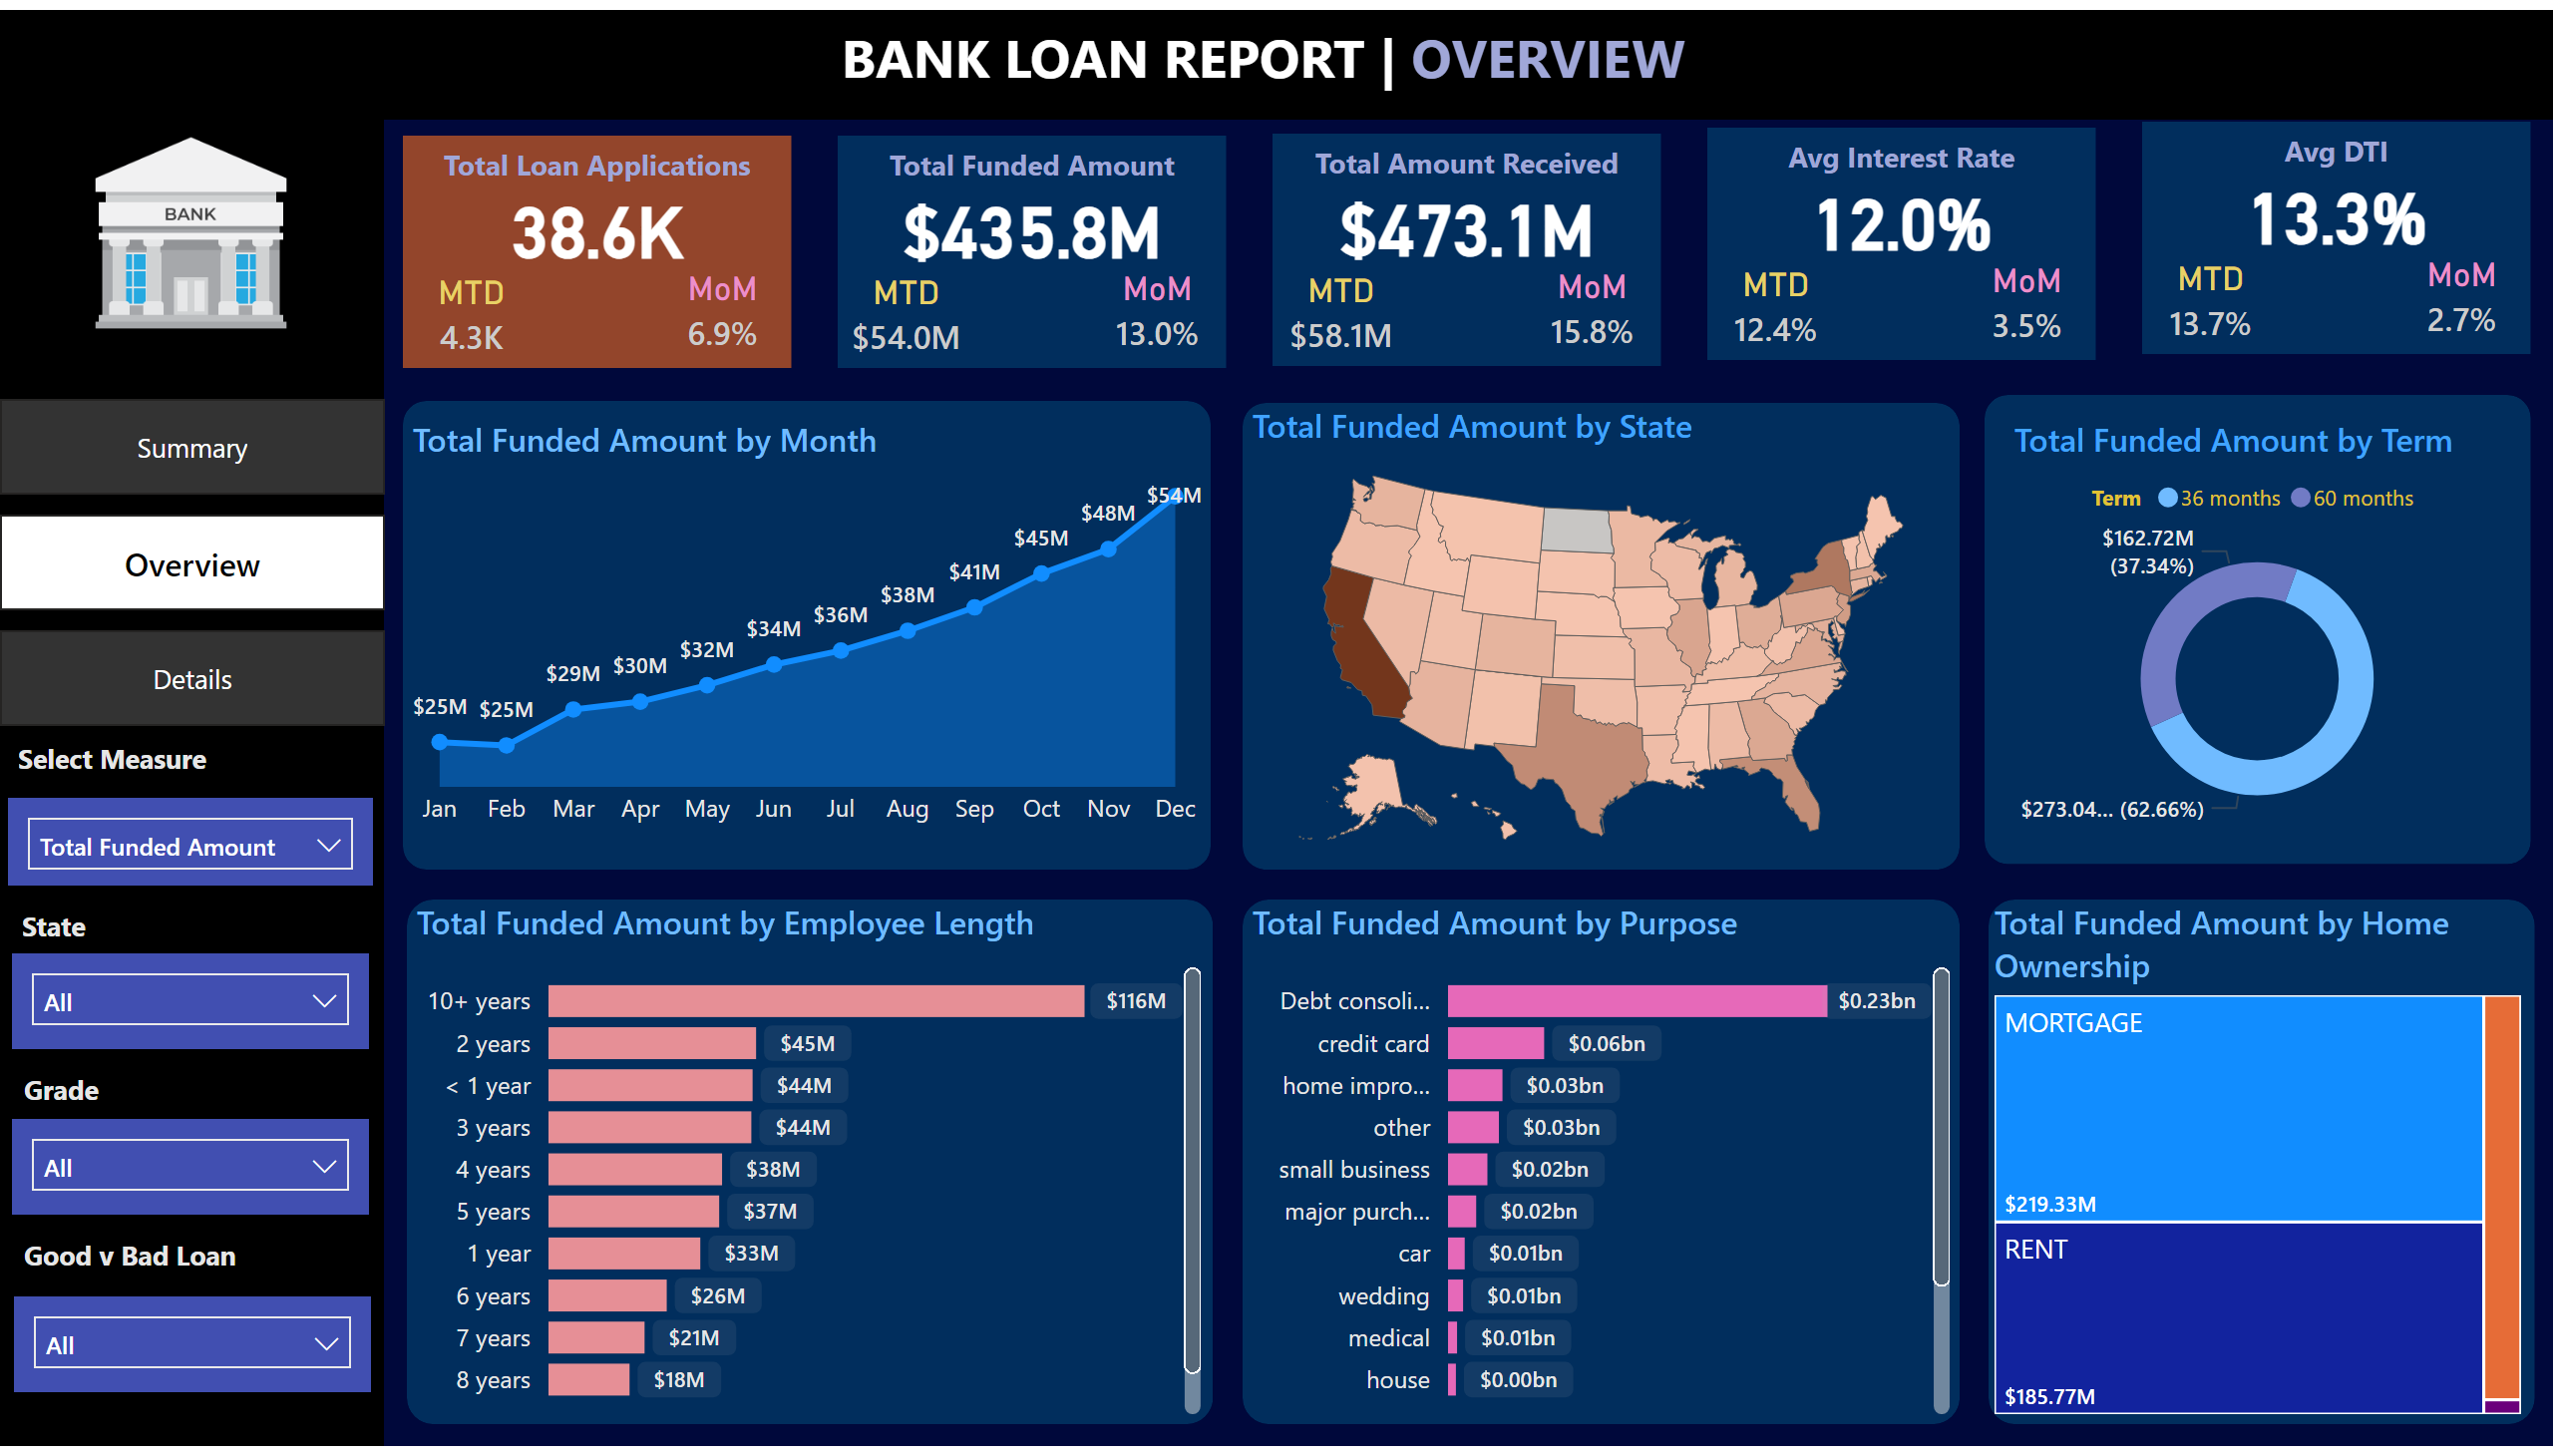 BANK LOAN REPORT | OVERVIEW
BANK
Summary
Overview
Details
Select Measure
Total Funded Amount
State
All
Grade
All
Good v Bad Loan
All
Total Loan Applications
38.6K
MTD MoM
4.3K 6.9%
Total Funded Amount
$435.8M
MTD MoM
$54.0M 13.0%
Total Amount Received
$473.1M
MTD MoM
$58.1M 15.8%
Avg Interest Rate
12.0%
MTD MoM
12.4% 3.5%
Avg DTI
13.3%
MTD MoM
13.7% 2.7%
Total Funded Amount by Month
$25M $25M $29M $30M $32M $34M $36M $38M $41M $45M $48M $54M
Jan Feb Mar Apr May Jun Jul Aug Sep Oct Nov Dec
Total Funded Amount by State
Total Funded Amount by Term
Term 36 months 60 months
$162.72M
(37.34%)
$273.04... (62.66%)
Total Funded Amount by Employee Length
10+ years $116M
2 years $45M
< 1 year $44M
3 years $44M
4 years $38M
5 years $37M
1 year $33M
6 years $26M
7 years $21M
8 years $18M
Total Funded Amount by Purpose
Debt consoli... $0.23bn
credit card $0.06bn
home impro... $0.03bn
other $0.03bn
small business $0.02bn
major purch... $0.02bn
car $0.01bn
wedding $0.01bn
medical $0.01bn
house $0.00bn
Total Funded Amount by Home
Ownership
MORTGAGE
$219.33M
RENT
$185.77M